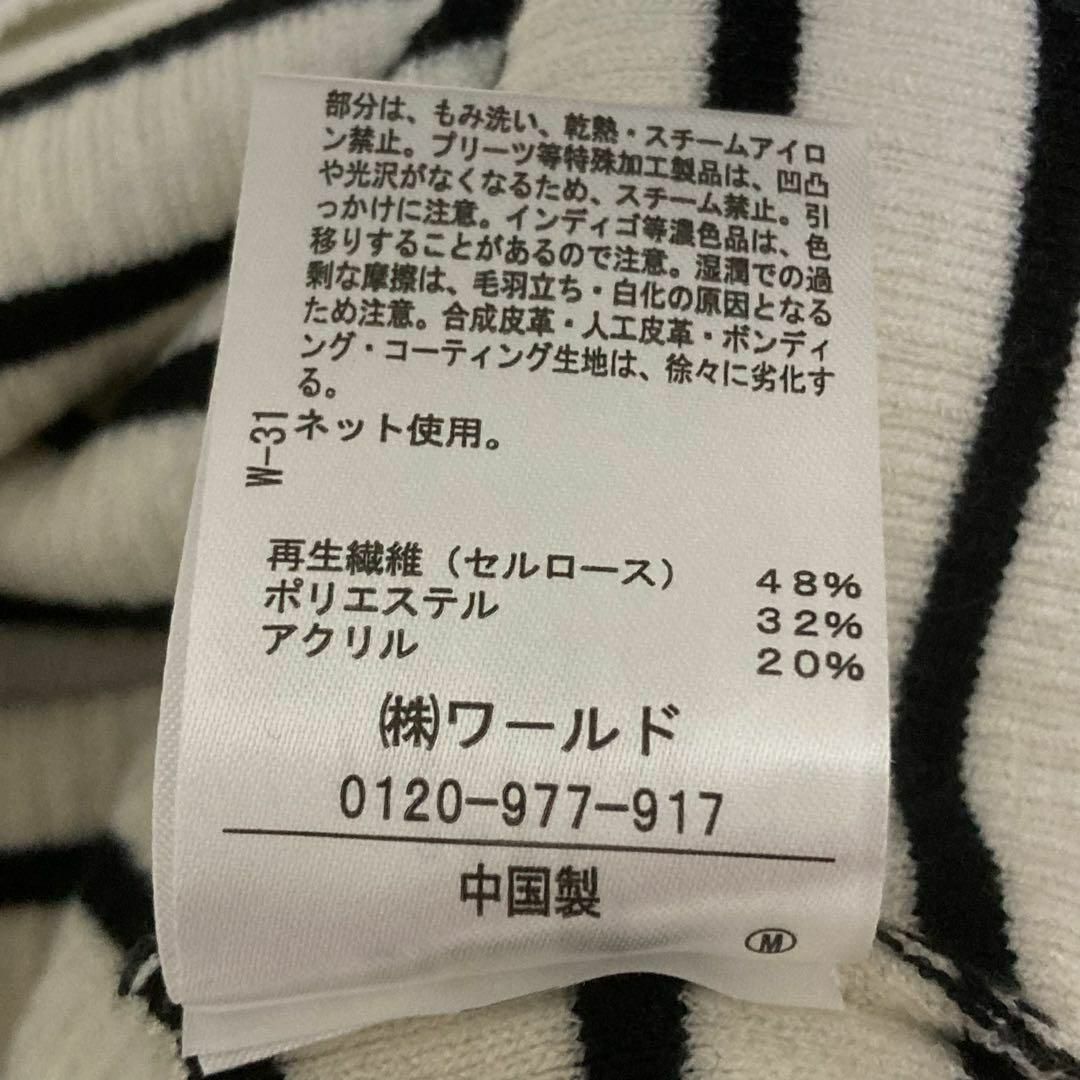 部分は、もみ洗い、乾熱・スチームアイロ
ン禁止。プリーツ等特殊加工製品は、凹凸
や光沢がなくなるため、スチーム禁止。引
っかけに注意。インディゴ等濃色品は、色
移りすることがあるので注意。湿潤での過
剰な摩擦は、毛羽立ち・白化の原因となる
ため注意。合成皮革・人工皮革・ボンディ
ング・コーティング生地は、徐々に劣化す
る。
ネット使用。
W-31
再生繊維（セルロース） 48%
ポリエステル 32%
アクリル 20%
㈱ワールド
0120-977-917
中国製
Ⓜ